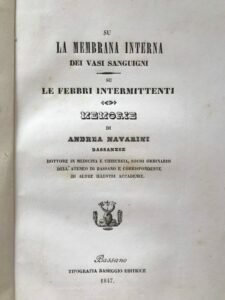 SU
LA MEMBRANA INTERNA
DEI VASI SANGUIGNI
SU
LE FEBBRI INTERMITTENTI
MEMORIE
DI
ANDREA NAVARINI
BASSANESE
DOTTORE IN MEDICINA E CHIRURGIA, SOCIO ORDINARIO
DELL'ATENEO DI BASSANO E CORRISPONDENTE
DI ALTRE ILLUSTRI ACCADEMIE.
Bassano
TIPOGRAFIA BASEGGIO EDITRICE
1847.